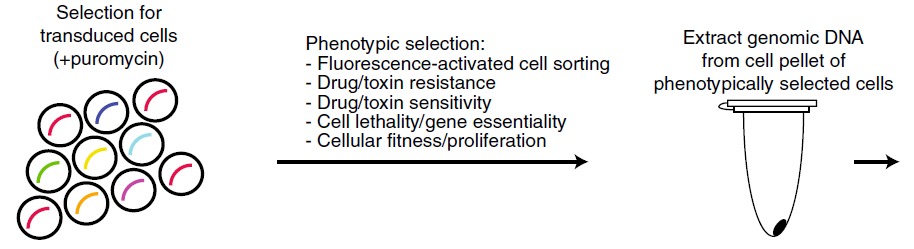 Selection for
transduced cells
(+puromycin)
Phenotypic selection:
- Fluorescence-activated cell sorting
- Drug/toxin resistance
- Drug/toxin sensitivity
- Cell lethality/gene essentiality
- Cellular fitness/proliferation
Extract genomic DNA
from cell pellet of
phenotypically selected cells